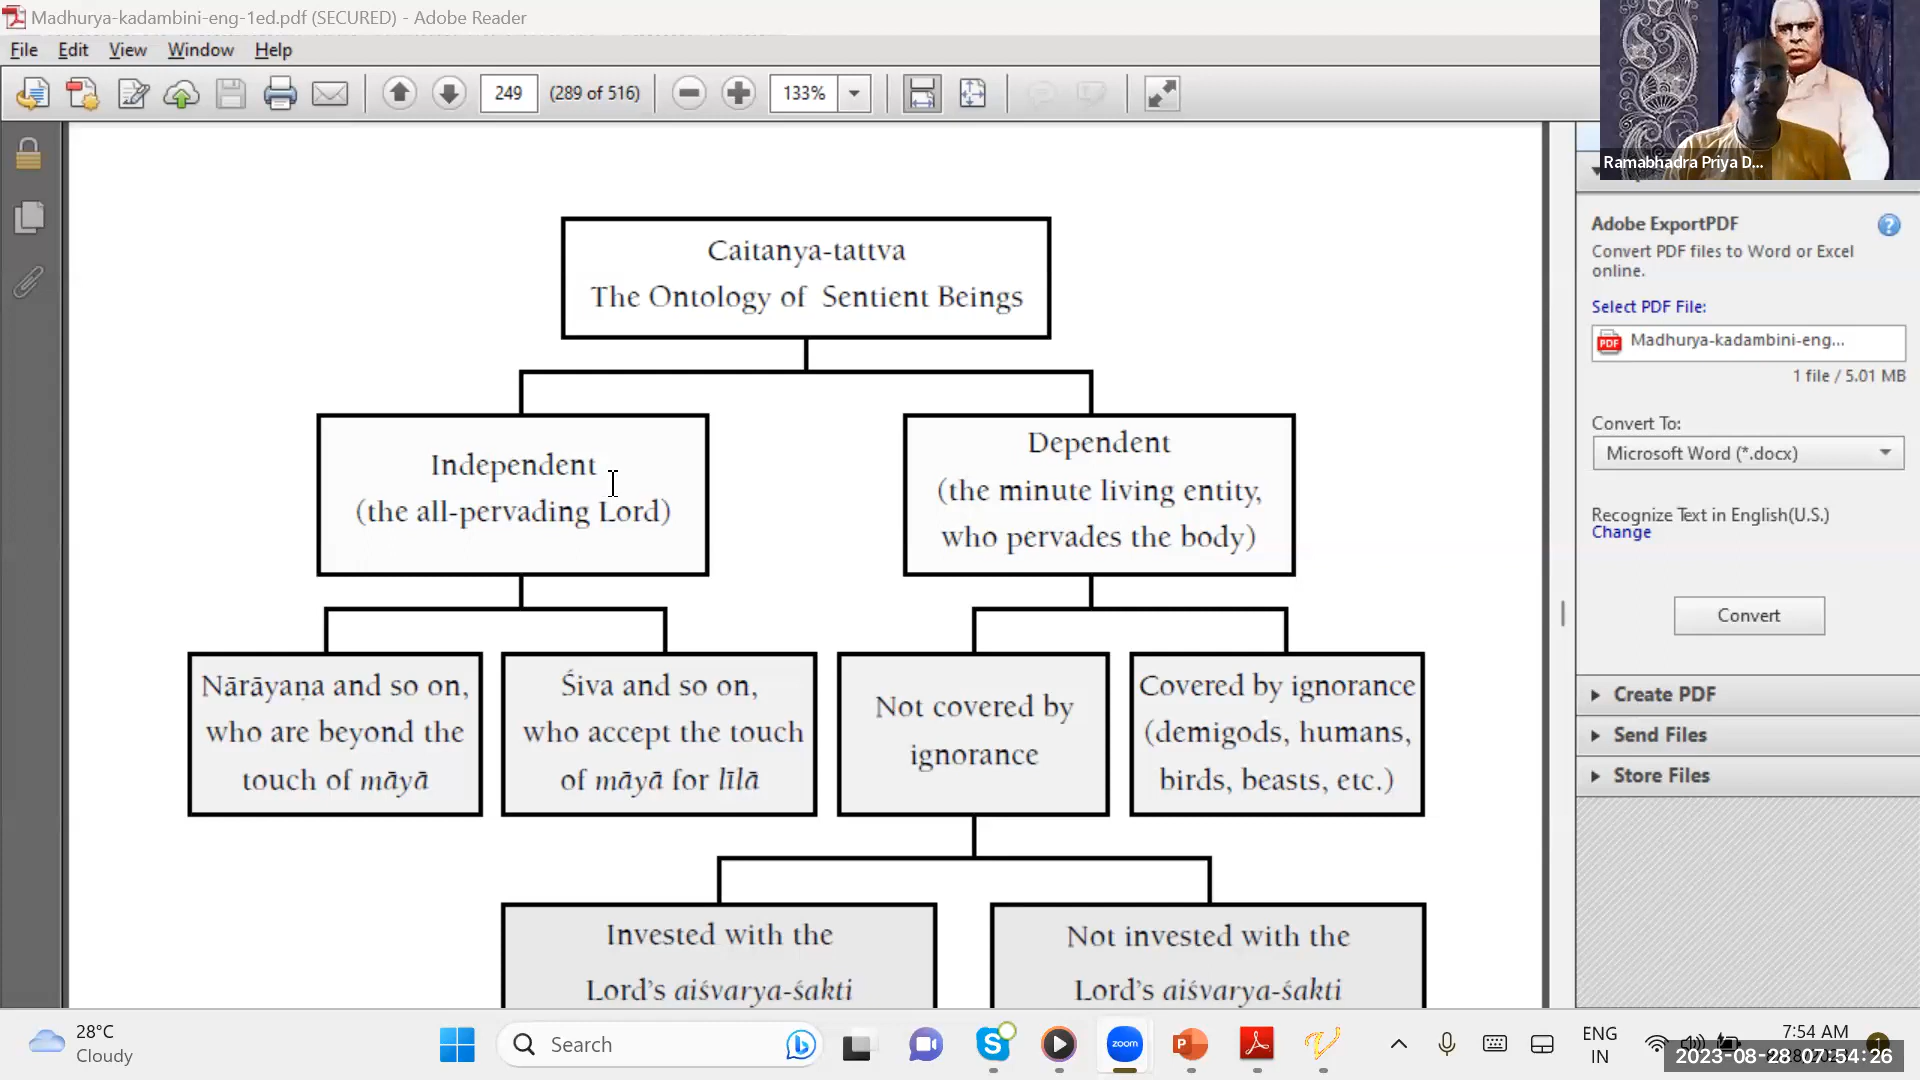 Madhurya-kadambini-eng-1ed.pdf (SECURED) - Adobe Reader
File Edit View Window Help
249 (289 of 516) 133%
Ramabhadra Priya D...
Caitanya-tattva
The Ontology of Sentient Beings
Independent
(the all-pervading Lord)
Dependent
(the minute living entity,
who pervades the body)
Nārāyaṇa and so on,
who are beyond the
touch of māyā
Śiva and so on,
who accept the touch
of māyā for līlā
Not covered by
ignorance
Covered by ignorance
(demigods, humans,
birds, beasts, etc.)
Invested with the
Lord's aiśvarya-śakti
Not invested with the
Lord's aiśvarya-śakti
Adobe ExportPDF
Convert PDF files to Word or Excel
online.
Select PDF File:
PDF Madhurya-kadambini-eng...
1 file / 5.01 MB
Convert To:
Microsoft Word (*.docx)
Recognize Text in English(U.S.)
Change
Convert
Create PDF
Send Files
Store Files
28°C
Cloudy
Search
zoom
ENG
IN
7:54 AM
2023-08-28 07:54:26